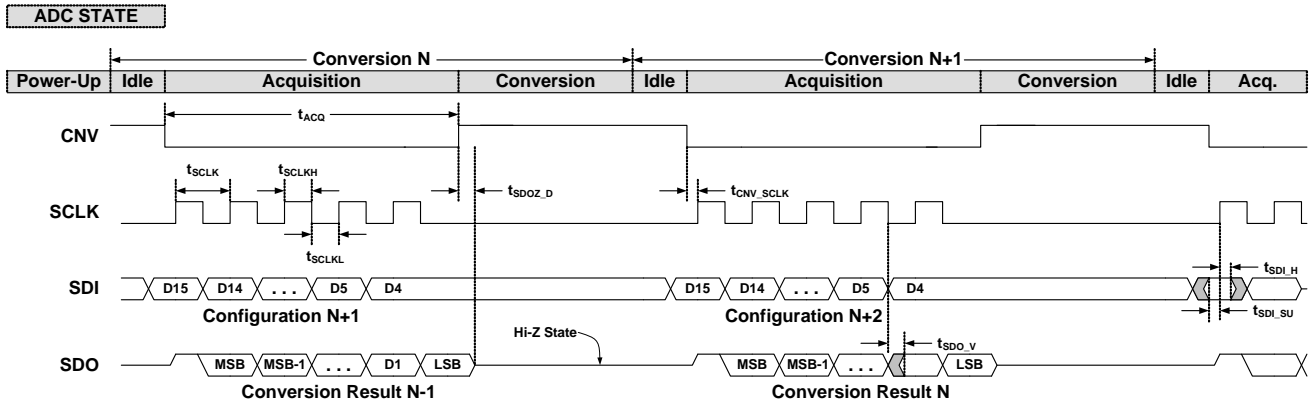 ADC STATE
Conversion N Conversion N+1
Power-Up Idle Acquisition Conversion Idle Acquisition Conversion Idle Acq.
tACQ
CNV
tSCLK tSCLKH tSDOZ_D tCNV_SCLK
SCLK
tSCLKL
tSDI_H
SDI D15 D14 . . . D5 D4 D15 D14 . . . D5 D4
tSDI_SU
Configuration N+1 Configuration N+2
Hi-Z State
tSDO_V
SDO MSB MSB-1 . . . D1 LSB MSB MSB-1 . . . LSB
Conversion Result N-1 Conversion Result N